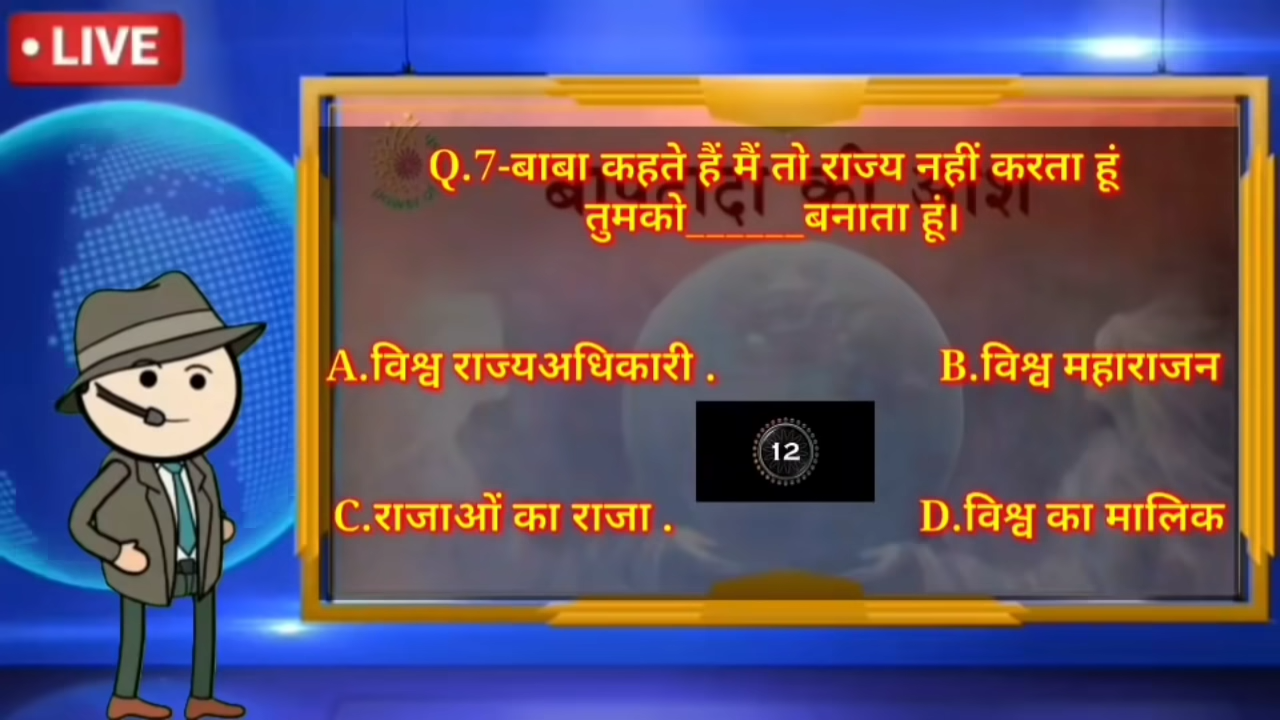 LIVE
Q.7-बाबा कहते हैं मैं तो राज्य नहीं करता हूं
तुमको______बनाता हूं।
A.विश्व राज्यअधिकारी .
B.विश्व महाराजन
12
C.राजाओं का राजा .
D.विश्व का मालिक